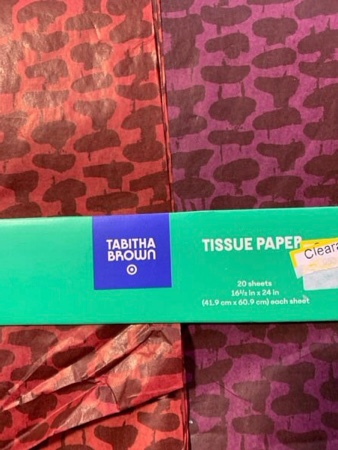 TABITHA
BROWN
TISSUE PAPER
20 sheets
16½ in x 24 in
(41.9 cm x 60.9 cm) each sheet